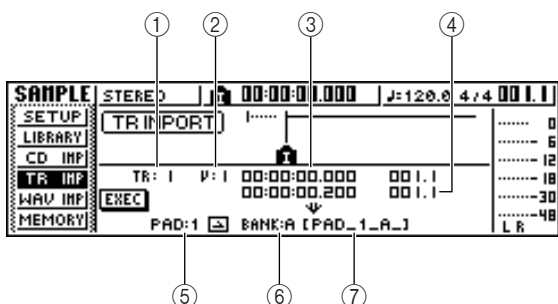 ① ② ③ ④
SAMPLE STEREO 00:00:00.000 ♩=120.0 4/4 001.1
SETUP TR IMPORT I 0
LIBRARY 6
CD IMP I 12
TR IMP TR: 1 V: 1 00:00:00.000 001.1 18
WAV IMP EXEC 00:00:00.200 001.1 30
MEMORY PAD:1 BANK:A [PAD_1_A_] L R 48
⑤ ⑥ ⑦